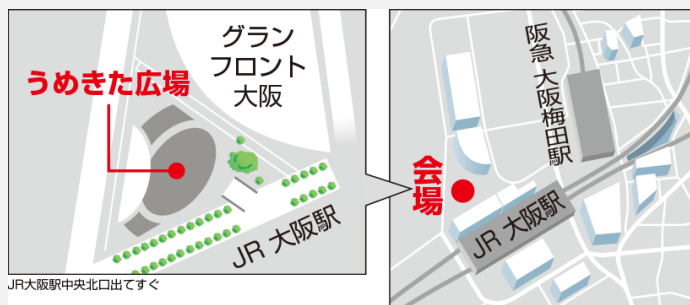 グラン
フロント
大阪
うめきた広場
JR 大阪駅
JR大阪駅中央北口出てすぐ
阪急 大阪梅田駅
会場
JR 大阪駅